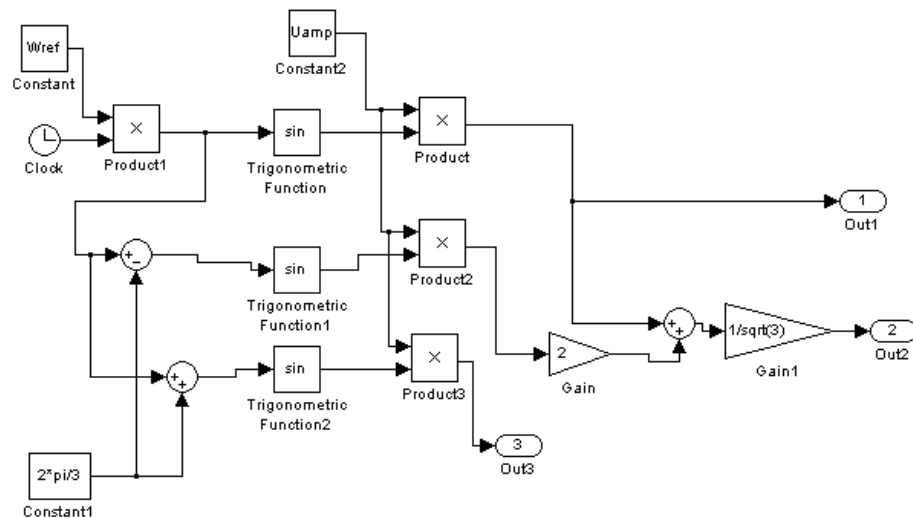 Wref
Constant
Clock
×
Product1
sin
Trigonometric
Function
Uamp
Constant2
×
Product
1
Out1
+
−
sin
Trigonometric
Function1
×
Product2
2
Gain
+
+
1/sqrt(3)
Gain1
2
Out2
+
+
sin
Trigonometric
Function2
×
Product3
3
Out3
2*pi/3
Constant1